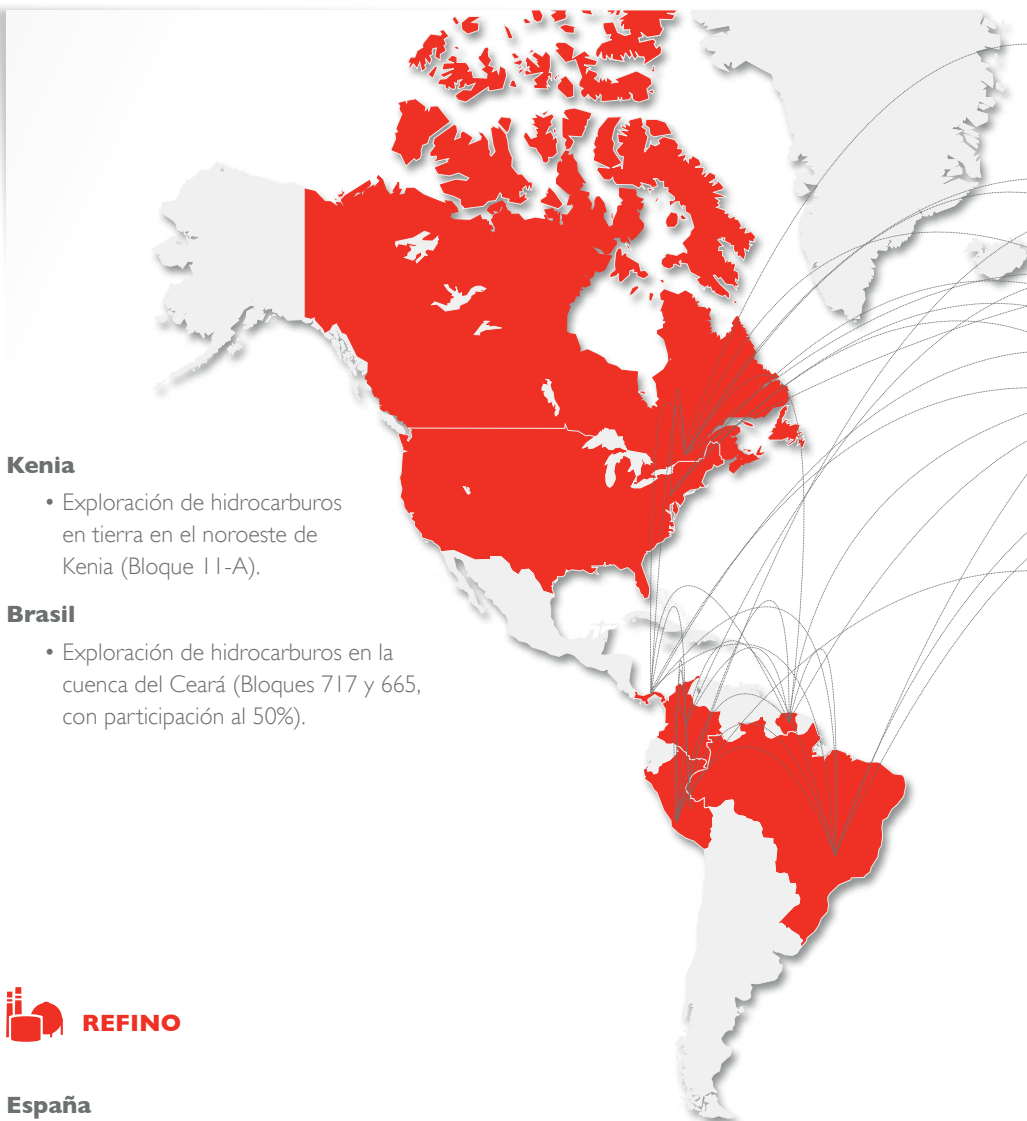 Kenia
• Exploración de hidrocarburos
en tierra en el noroeste de
Kenia (Bloque 11-A).
Brasil
• Exploración de hidrocarburos en la
cuenca del Ceará (Bloques 717 y 665,
con participación al 50%).
REFINO
España